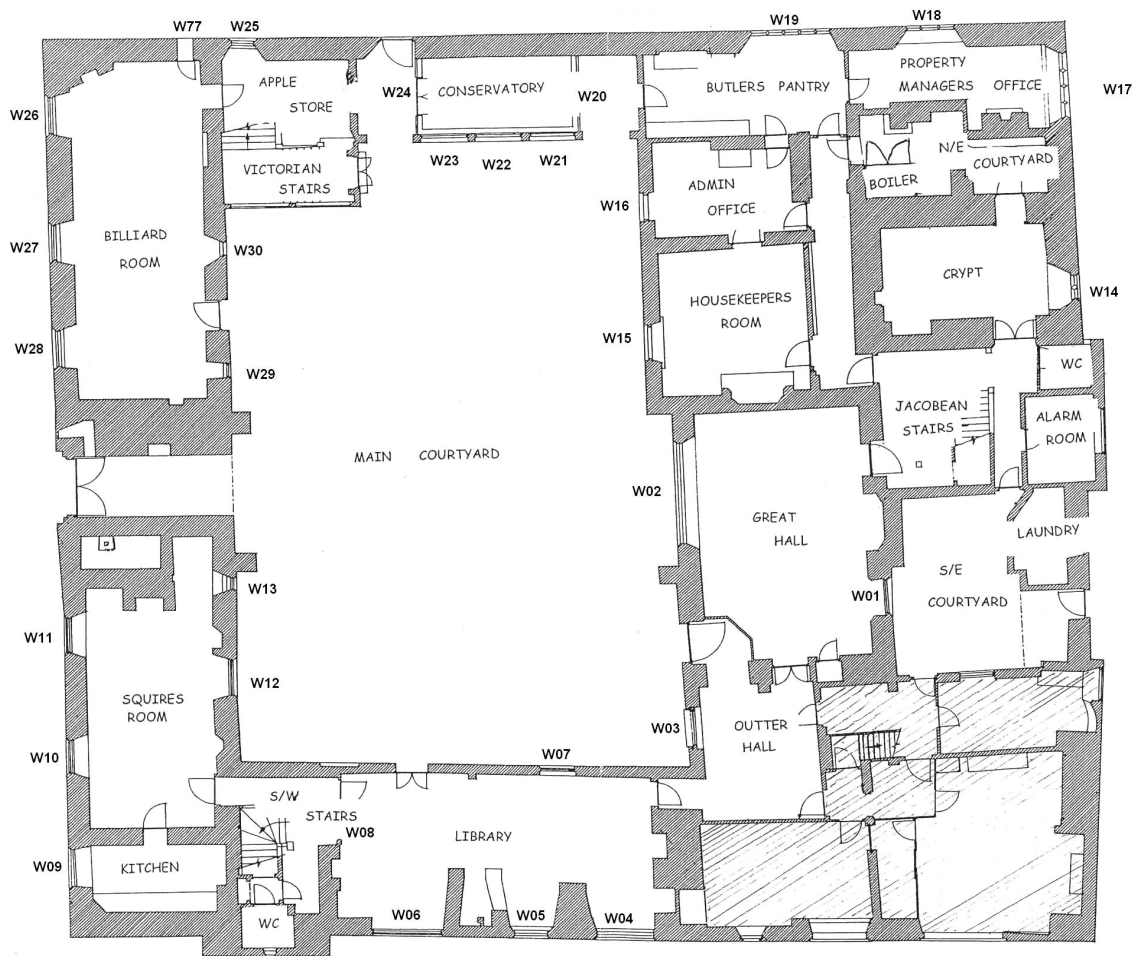 W77
W25
W19
W18
W17
W26
APPLE
STORE
W24
CONSERVATORY
W20
BUTLERS PANTRY
PROPERTY
MANAGERS OFFICE
W23
W22
W21
N/E
COURTYARD
BOILER
VICTORIAN
STAIRS
ADMIN
OFFICE
W16
W27
BILLIARD
ROOM
W30
CRYPT
W14
HOUSEKEEPERS
ROOM
W15
W28
W29
WC
JACOBEAN
STAIRS
ALARM
ROOM
MAIN COURTYARD
W02
GREAT
HALL
LAUNDRY
S/E
COURTYARD
W01
W13
W11
W12
SQUIRES
ROOM
W03
OUTTER
HALL
W10
W07
S/W
STAIRS
W08
LIBRARY
W09
KITCHEN
WC
W06
W05
W04